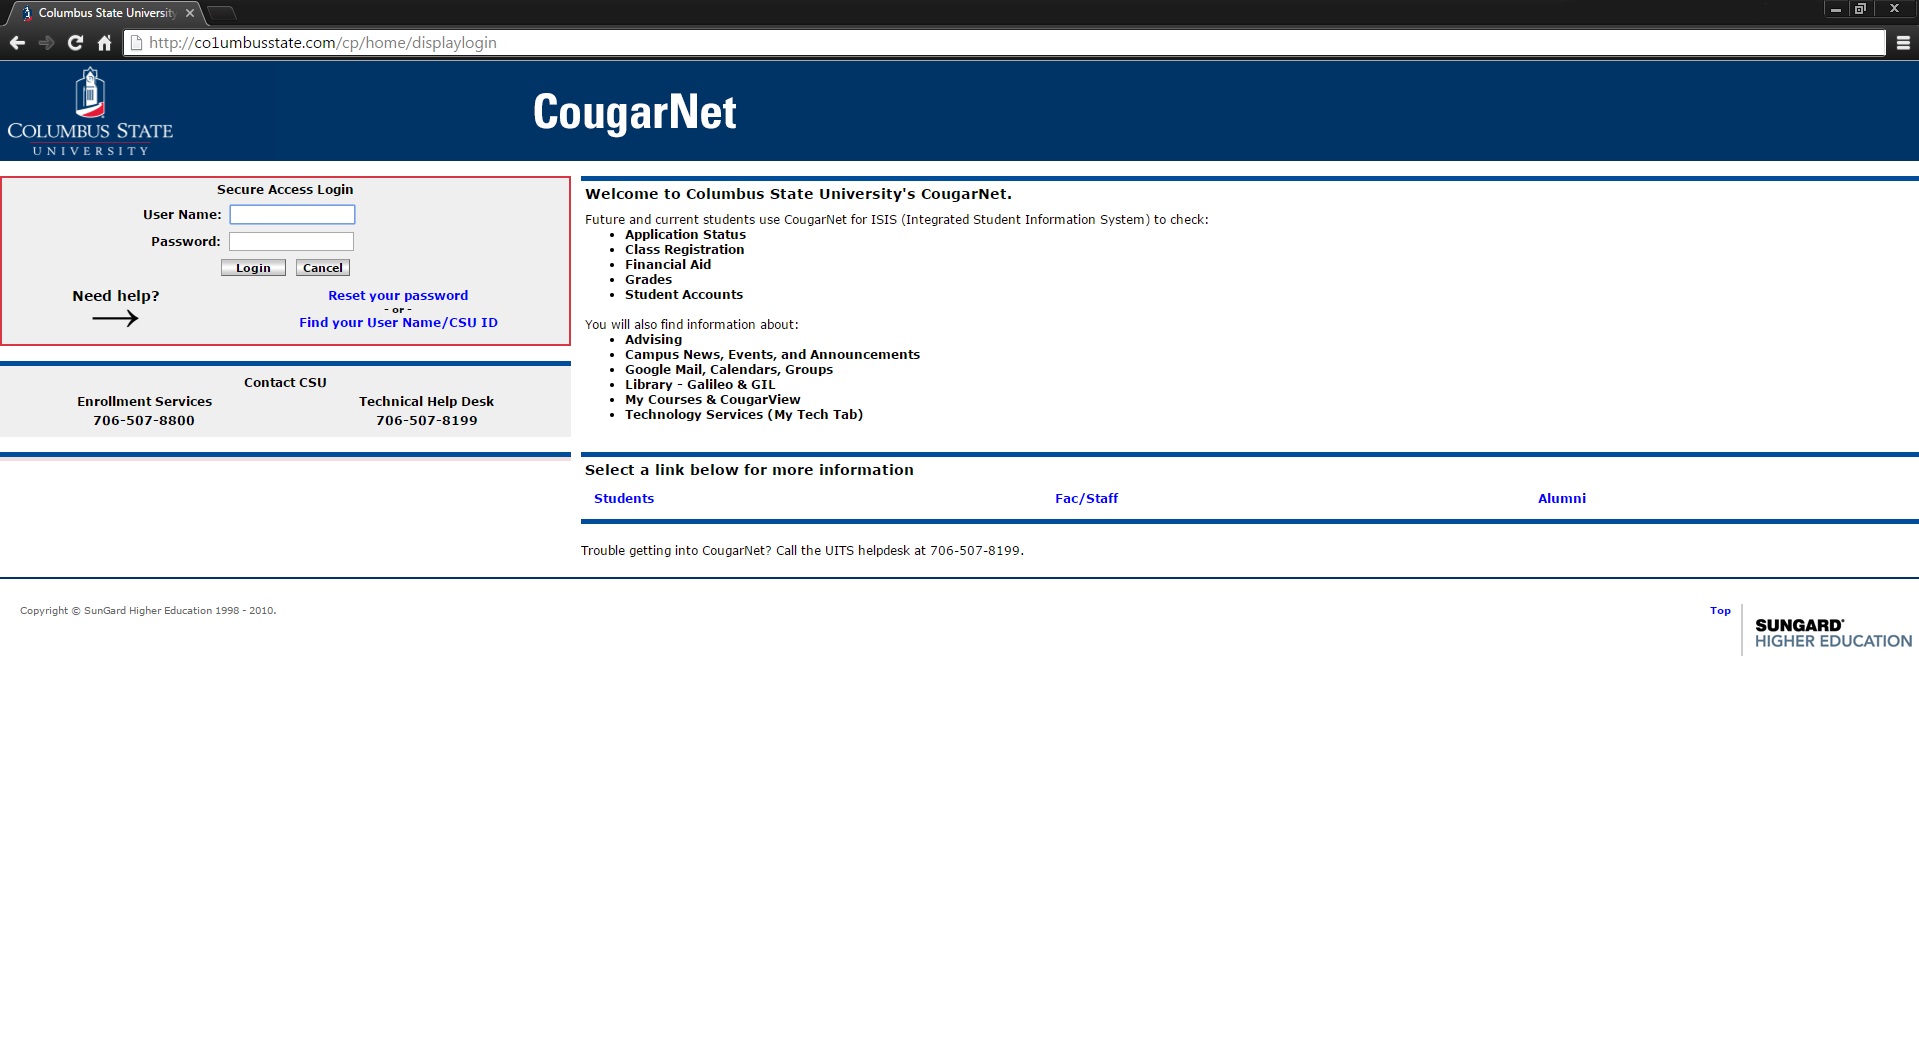 Columbus State University
http://co1umbusstate.com/cp/home/displaylogin
COLUMBUS STATE
UNIVERSITY
CougarNet
Secure Access Login
User Name:
Password:
Login Cancel
Need help?
Reset your password
- or -
Find your User Name/CSU ID
Contact CSU
Enrollment Services Technical Help Desk
706-507-8800 706-507-8199
Welcome to Columbus State University's CougarNet.
Future and current students use CougarNet for ISIS (Integrated Student Information System) to check:
• Application Status
• Class Registration
• Financial Aid
• Grades
• Student Accounts
You will also find information about:
• Advising
• Campus News, Events, and Announcements
• Google Mail, Calendars, Groups
• Library - Galileo & GIL
• My Courses & CougarView
• Technology Services (My Tech Tab)
Select a link below for more information
Students Fac/Staff Alumni
Trouble getting into CougarNet? Call the UITS helpdesk at 706-507-8199.
Copyright © SunGard Higher Education 1998 - 2010.
Top
SUNGARD®
HIGHER EDUCATION